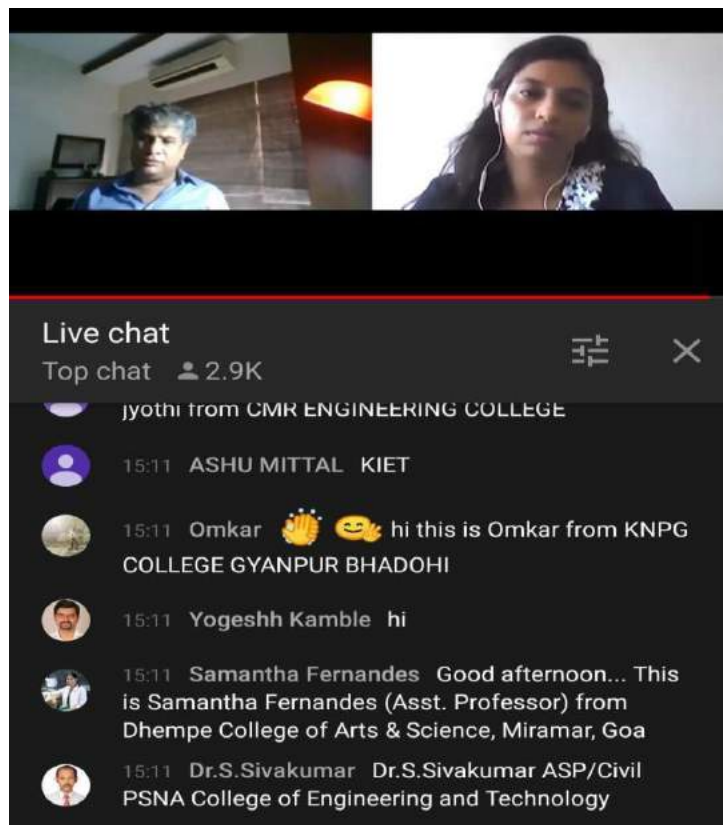 Live chat
Top chat 2.9K
jyothi from CMR ENGINEERING COLLEGE
15:11 ASHU MITTAL KIET
15:11 Omkar 👏 🤗 hi this is Omkar from KNPG
COLLEGE GYANPUR BHADOHI
15:11 Yogeshh Kamble hi
15:11 Samantha Fernandes Good afternoon... This
is Samantha Fernandes (Asst. Professor) from
Dhempe College of Arts & Science, Miramar, Goa
15:11 Dr.S.Sivakumar Dr.S.Sivakumar ASP/Civil
PSNA College of Engineering and Technology